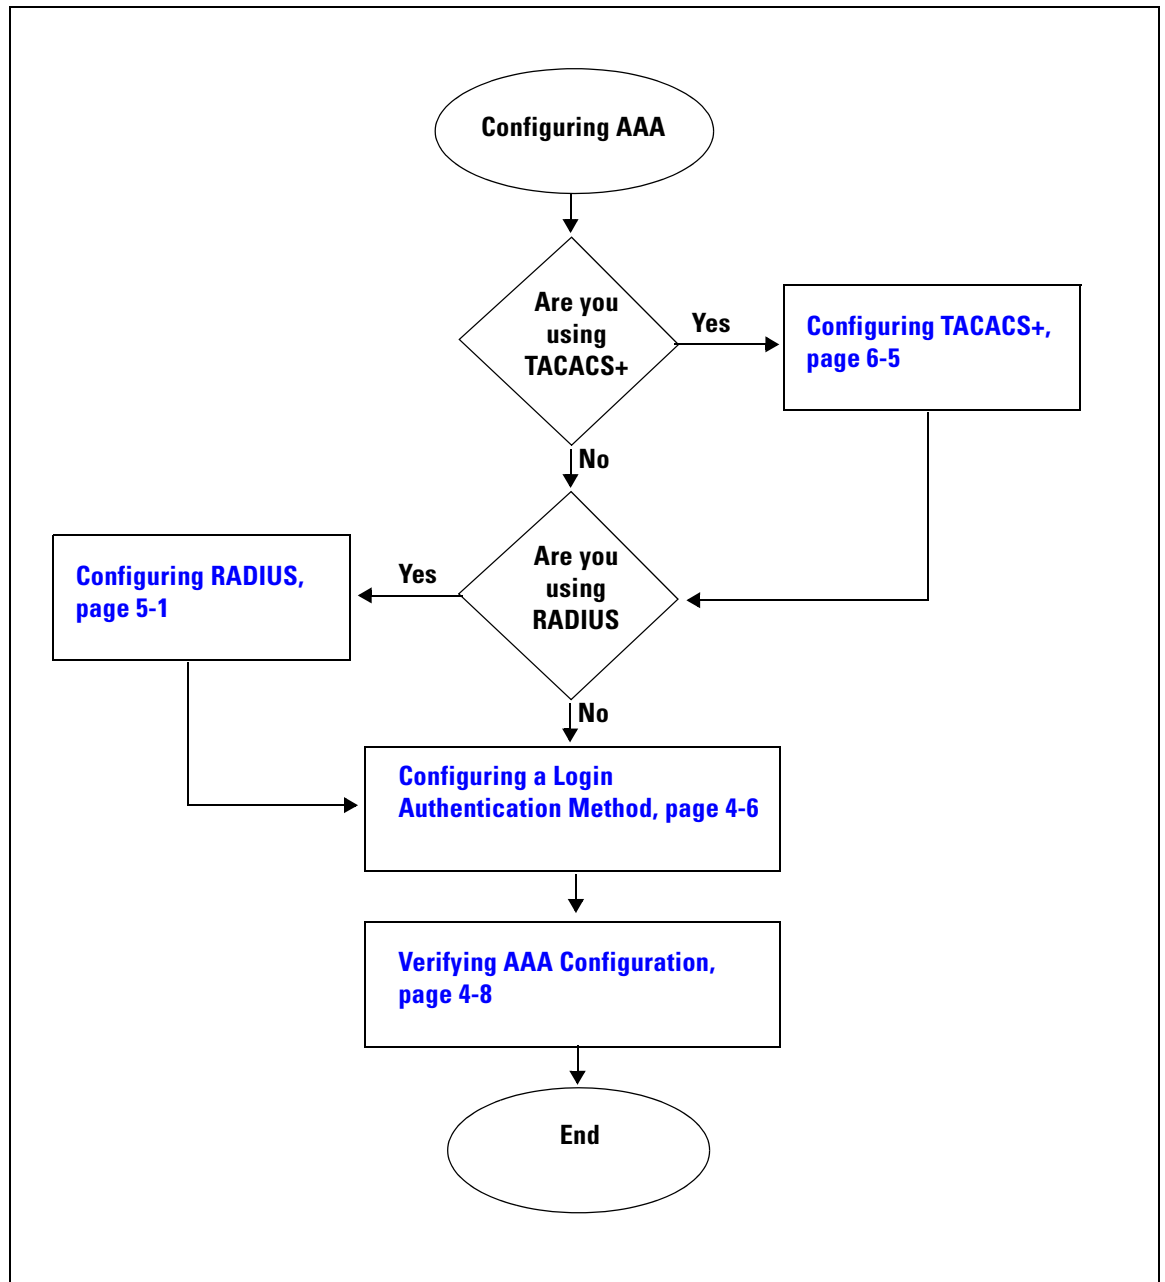 Configuring AAA
Are you
using
TACACS+
Yes
Configuring TACACS+,
page 6-5
No
Are you
using
RADIUS
Yes
Configuring RADIUS,
page 5-1
No
Configuring a Login
Authentication Method, page 4-6
Verifying AAA Configuration,
page 4-8
End